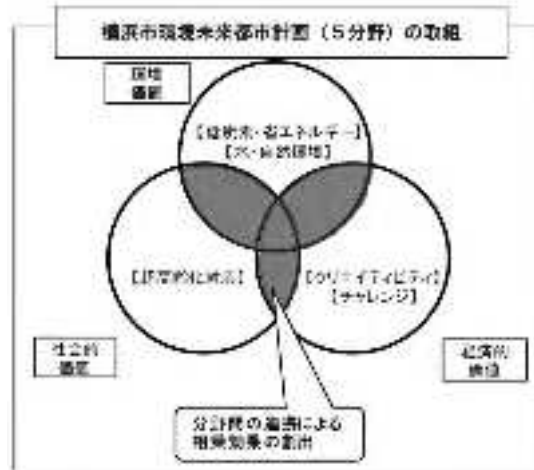 横浜市環境未来都市計画（５分野）の取組
環境
価値
【低炭素・省エネルギー】
【水・自然環境】
【超高齢化対応】
【クリエイティビティ】
【チャレンジ】
社会的
価値
経済的
価値
分野間の連携による
相乗効果の創出